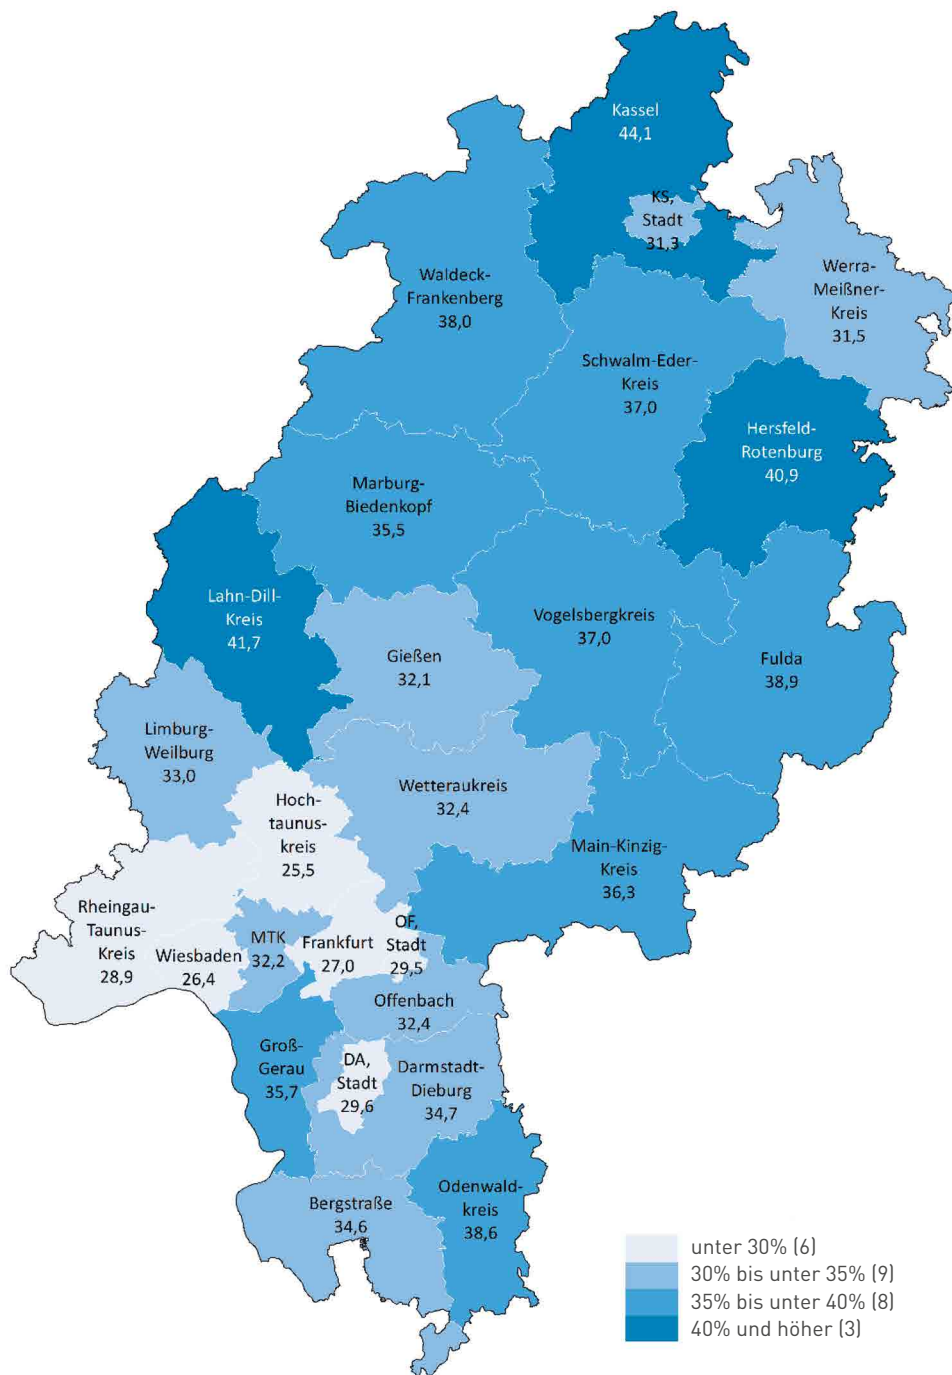 Kassel
44,1
KS,
Stadt
31,3
Werra-
Meißner-
Kreis
31,5
Waldeck-
Frankenberg
38,0
Schwalm-Eder-
Kreis
37,0
Hersfeld-
Rotenburg
40,9
Marburg-
Biedenkopf
35,5
Lahn-Dill-
Kreis
41,7
Vogelsbergkreis
37,0
Gießen
32,1
Fulda
38,9
Limburg-
Weilburg
33,0
Wetteraukreis
32,4
Hoch-
taunus-
kreis
25,5
Main-Kinzig-
Kreis
36,3
Rheingau-
Taunus-
Kreis
28,9
Wiesbaden
26,4
MTK
32,2
Frankfurt
27,0
OF,
Stadt
29,5
Offenbach
32,4
Groß-
Gerau
35,7
DA,
Stadt
29,6
Darmstadt-
Dieburg
34,7
Bergstraße
34,6
Odenwald-
kreis
38,6
unter 30% (6)
30% bis unter 35% (9)
35% bis unter 40% (8)
40% und höher (3)